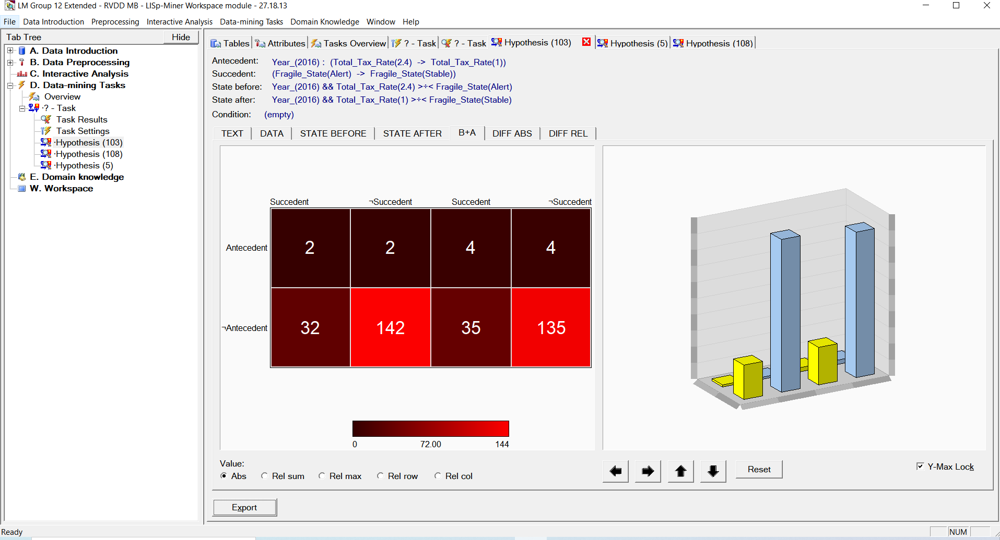 LM Group 12 Extended - RVDD MB - LISp-Miner Workspace module - 27.18.13
File Data Introduction Preprocessing Interactive Analysis Data-mining Tasks Domain Knowledge Window Help
Tab Tree Hide
A. Data Introduction
B. Data Preprocessing
C. Interactive Analysis
D. Data-mining Tasks
Overview
·? - Task
Task Results
Task Settings
·Hypothesis (103)
·Hypothesis (108)
·Hypothesis (5)
E. Domain knowledge
W. Workspace
Tables Attributes Tasks Overview ? - Task ? - Task Hypothesis (103) Hypothesis (5) Hypothesis (108)
Antecedent: Year_(2016) : (Total_Tax_Rate(2.4) -> Total_Tax_Rate(1))
Succedent: (Fragile_State(Alert) -> Fragile_State(Stable))
State before: Year_(2016) && Total_Tax_Rate(2.4) >÷< Fragile_State(Alert)
State after: Year_(2016) && Total_Tax_Rate(1) >÷< Fragile_State(Stable)
Condition: (empty)
TEXT DATA STATE BEFORE STATE AFTER B+A DIFF ABS DIFF REL
Succedent ¬Succedent Succedent ¬Succedent
Antecedent 2 2 4 4
¬Antecedent 32 142 35 135
0 72.00 144
Value:
Abs Rel sum Rel max Rel row Rel col
Reset
Y-Max Lock
Export
Ready NUM